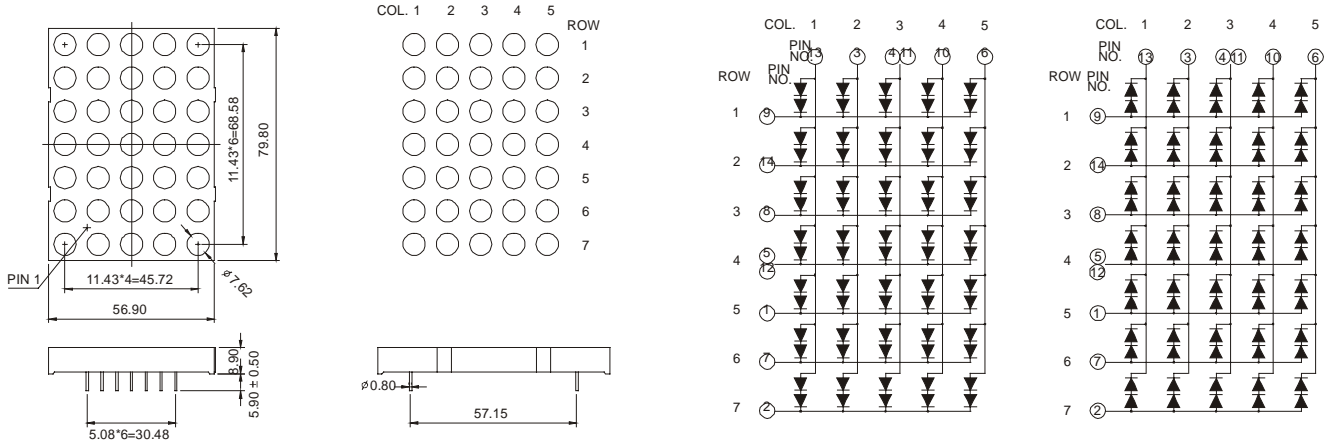 11.43*6=68.58
79.80
PIN 1
11.43*4=45.72
ø7.62
56.90
8.90
5.90 ± 0.50
5.08*6=30.48
COL. 1 2 3 4 5
ROW
1
2
3
4
5
6
7
ø0.80
57.15
COL. 1 2 3 4 5
PIN NO. 13 3 4 11 10 6
ROW PIN NO.
1 9
2 14
3 8
4 5 12
5 1
6 7
7 2
COL. 1 2 3 4 5
PIN NO. 13 3 4 11 10 6
ROW PIN NO.
1 9
2 14
3 8
4 5 12
5 1
6 7
7 2